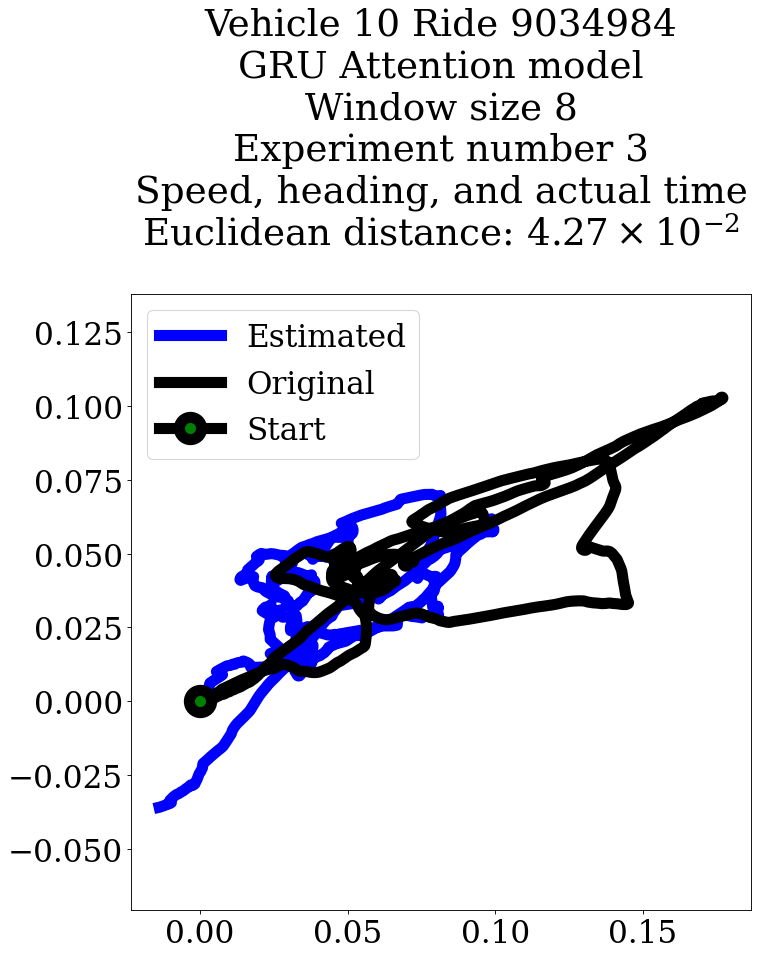 Vehicle 10 Ride 9034984
GRU Attention model
Window size 8
Experiment number 3
Speed, heading, and actual time
Euclidean distance: 4.27 × 10⁻²
Estimated
Original
Start
0.125
0.100
0.075
0.050
0.025
0.000
−0.025
−0.050
0.00 0.05 0.10 0.15